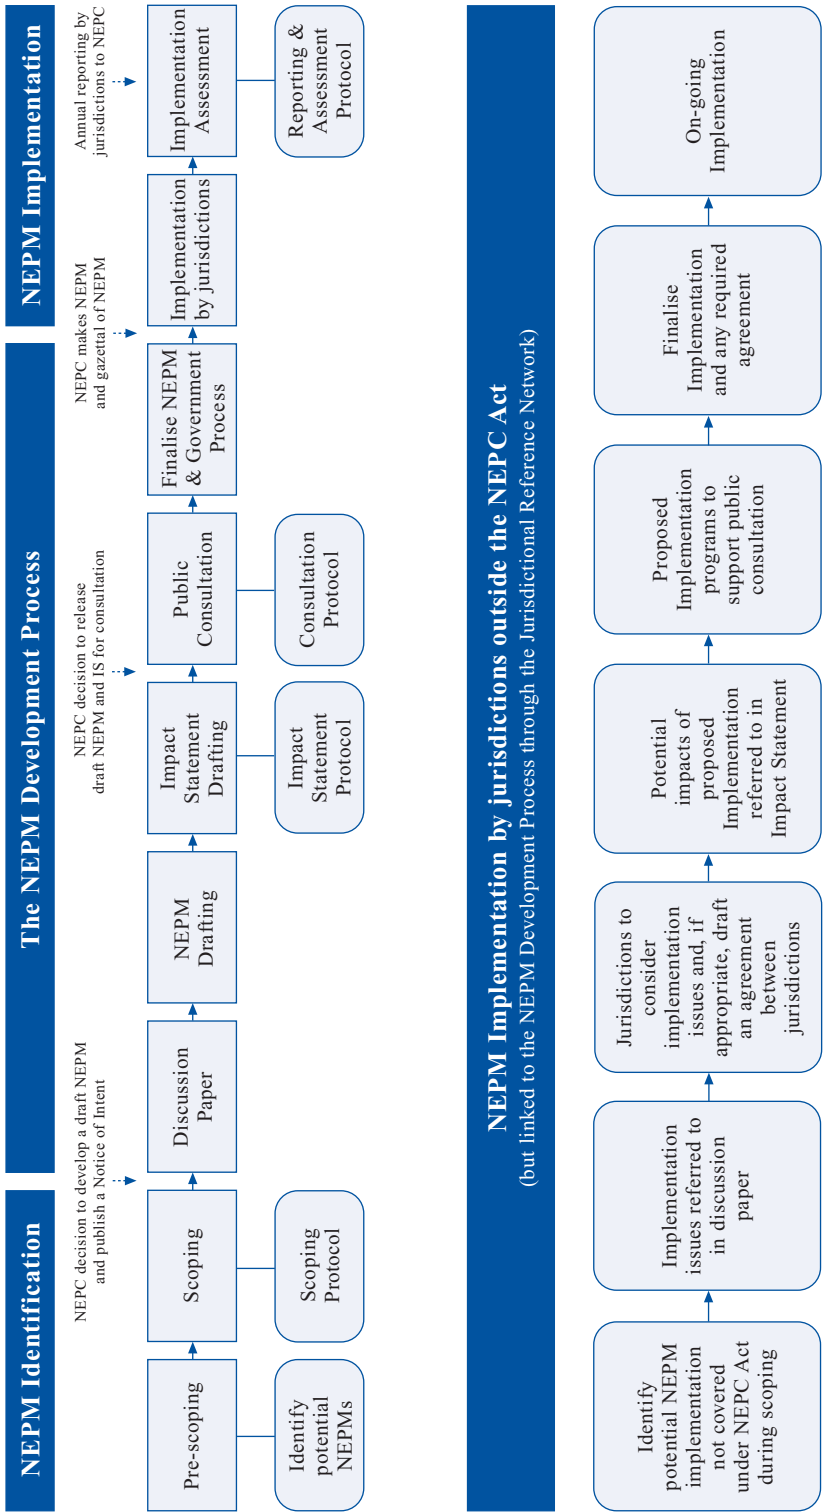 NEPM Identification
The NEPM Development Process
NEPM Implementation
NEPC decision to develop a draft NEPM
and publish a Notice of Intent
NEPC decision to release
draft NEPM and IS for consultation
NEPC makes NEPM
and gazettal of NEPM
Annual reporting by
jurisdictions to NEPC
Pre-scoping
Scoping
Discussion
Paper
NEPM
Drafting
Impact
Statement
Drafting
Public
Consultation
Finalise NEPM
& Government
Process
Implementation
by jurisdictions
Implementation
Assessment
Identify
potential
NEPMs
Scoping
Protocol
Impact
Statement
Protocol
Consultation
Protocol
Reporting &
Assessment
Protocol
NEPM Implementation by jurisdictions outside the NEPC Act
(but linked to the NEPM Development Process through the Jurisdictional Reference Network)
Identify
potential NEPM
implementation
not covered
under NEPC Act
during scoping
Implementation
issues referred to
in discussion
paper
Jurisdictions to
consider
implementation
issues and, if
appropriate, draft
an agreement
between
jurisdictions
Potential
impacts of
proposed
Implementation
referred to in
Impact Statement
Proposed
Implementation
programs to
support public
consultation
Finalise
Implementation
and any required
agreement
On-going
Implementation